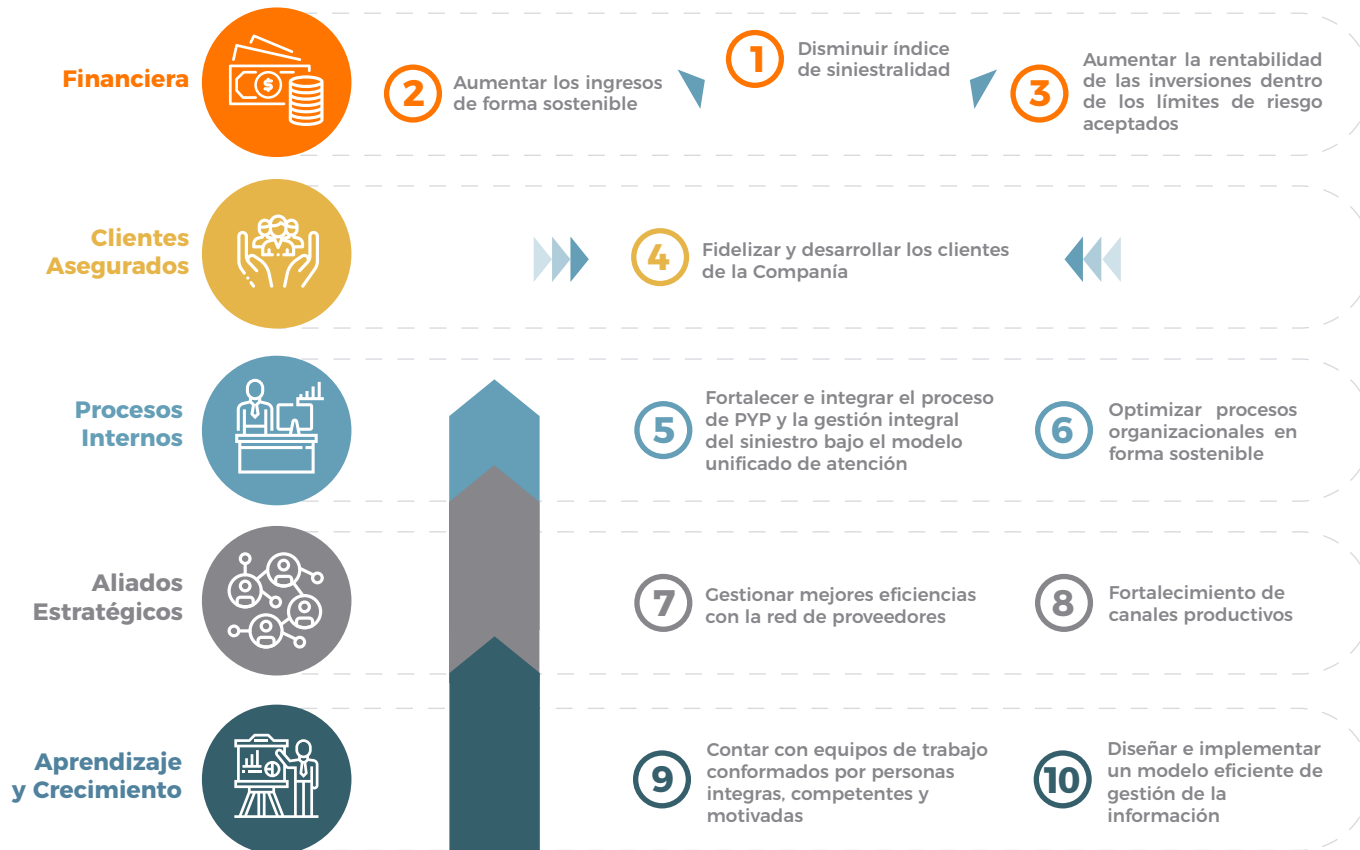 Financiera
2
Aumentar los ingresos
de forma sostenible
1
Disminuir índice
de siniestralidad
3
Aumentar la rentabilidad
de las inversiones dentro
de los límites de riesgo
aceptados
Clientes
Asegurados
4
Fidelizar y desarrollar los clientes
de la Companía
Procesos
Internos
5
Fortalecer e integrar el proceso
de PYP y la gestión integral
del siniestro bajo el modelo
unificado de atención
6
Optimizar procesos
organizacionales en
forma sostenible
Aliados
Estratégicos
7
Gestionar mejores eficiencias
con la red de proveedores
8
Fortalecimiento de
canales productivos
Aprendizaje
y Crecimiento
9
Contar con equipos de trabajo
conformados por personas
integras, competentes y
motivadas
10
Diseñar e implementar
un modelo eficiente de
gestión de la
información